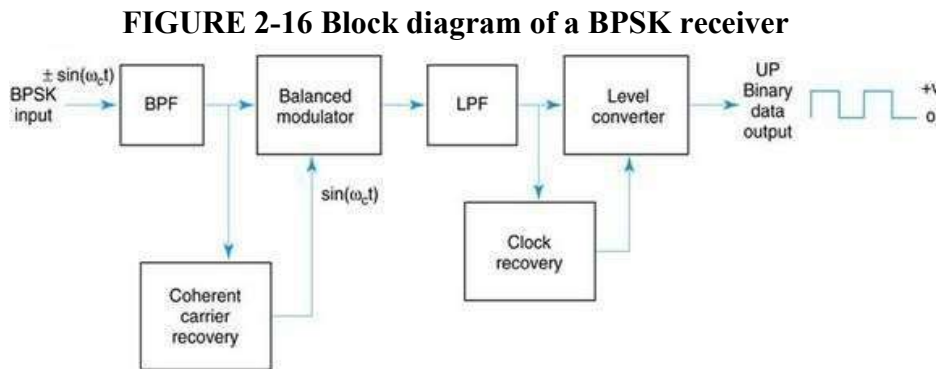 FIGURE 2-16 Block diagram of a BPSK receiver
± sin(ωct)
BPSK
input
BPF
Balanced
modulator
LPF
Level
converter
UP
Binary
data
output
+v
o
sin(ωct)
Coherent
carrier
recovery
Clock
recovery